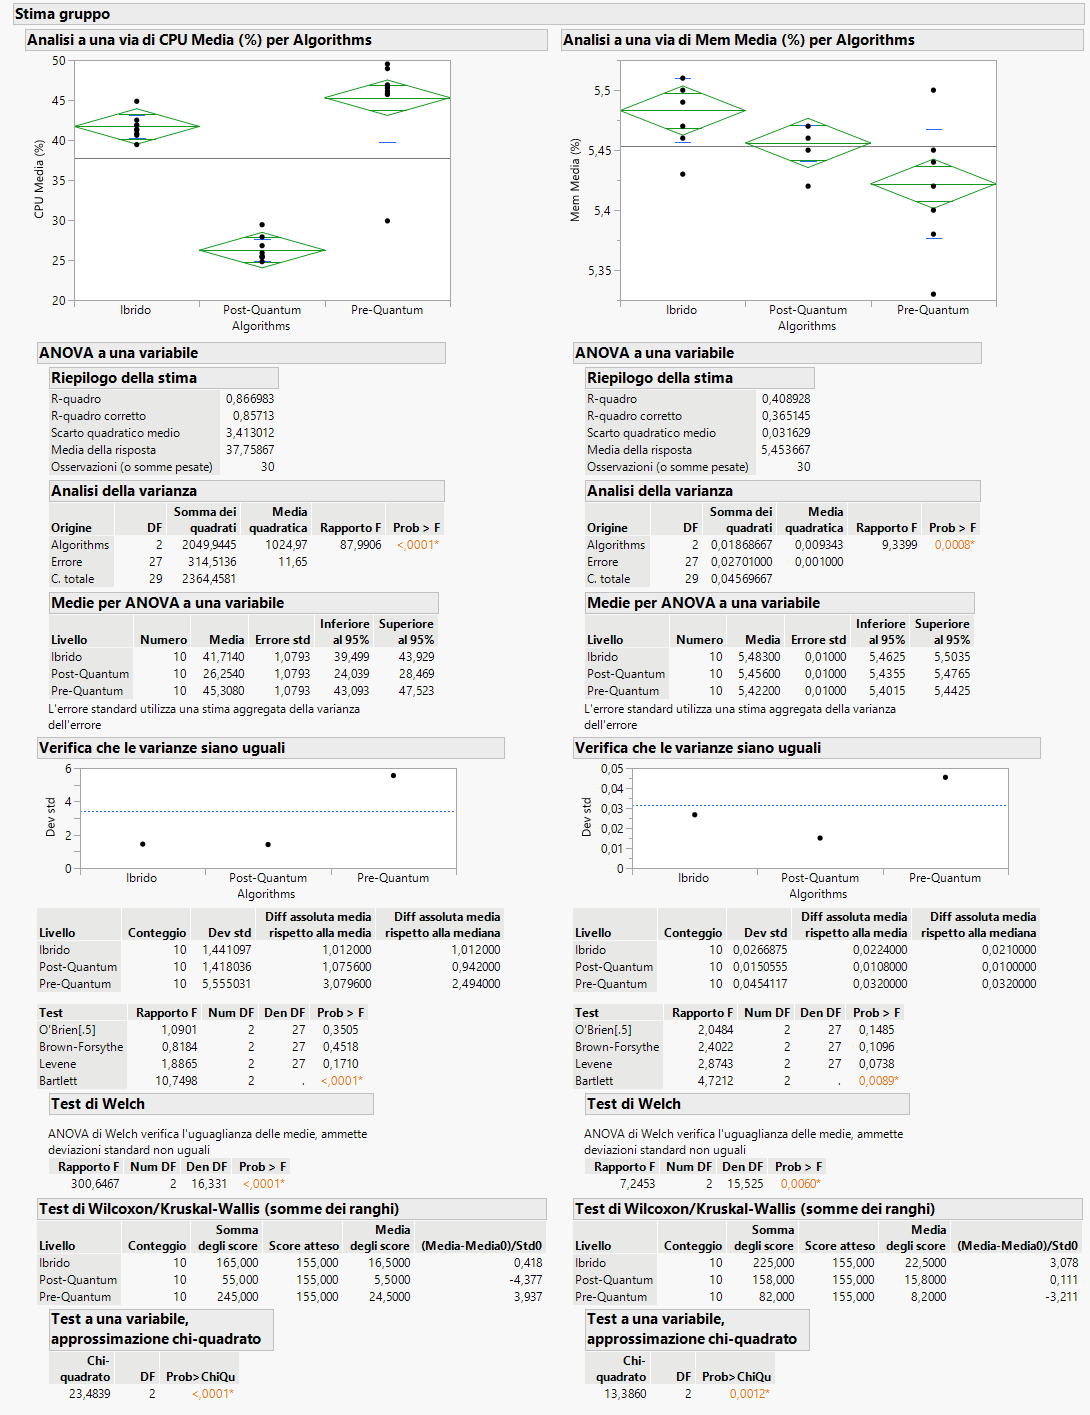 Stima gruppo
Analisi a una via di CPU Media (%) per Algorithms
50
45
40
35
30
25
20
CPU Media (%)
Ibrido Post-Quantum Pre-Quantum
Algorithms
ANOVA a una variabile
Riepilogo della stima
R-quadro 0,866983
R-quadro corretto 0,85713
Scarto quadratico medio 3,413012
Media della risposta 37,75867
Osservazioni (o somme pesate) 30
Analisi della varianza
Origine DF Somma dei quadrati Media quadratica Rapporto F Prob > F
Algorithms 2 2049,9445 1024,97 87,9906 <,0001*
Errore 27 314,5136 11,65
C. totale 29 2364,4581
Medie per ANOVA a una variabile
Livello Numero Media Errore std Inferiore al 95% Superiore al 95%
Ibrido 10 41,7140 1,0793 39,499 43,929
Post-Quantum 10 26,2540 1,0793 24,039 28,469
Pre-Quantum 10 45,3080 1,0793 43,093 47,523
L'errore standard utilizza una stima aggregata della varianza
dell'errore
Verifica che le varianze siano uguali
6
4
2
0
Dev std
Ibrido Post-Quantum Pre-Quantum
Algorithms
Livello Conteggio Dev std Diff assoluta media rispetto alla media Diff assoluta media rispetto alla mediana
Ibrido 10 1,441097 1,012000 1,012000
Post-Quantum 10 1,418036 1,075600 0,942000
Pre-Quantum 10 5,555031 3,079600 2,494000
Test Rapporto F Num DF Den DF Prob > F
O'Brien[.5] 1,0901 2 27 0,3505
Brown-Forsythe 0,8184 2 27 0,4518
Levene 1,8865 2 27 0,1710
Bartlett 10,7498 2 . <,0001*
Test di Welch
ANOVA di Welch verifica l'uguaglianza delle medie, ammette
deviazioni standard non uguali
Rapporto F Num DF Den DF Prob > F
300,6467 2 16,331 <,0001*
Test di Wilcoxon/Kruskal-Wallis (somme dei ranghi)
Livello Conteggio Somma degli score Score atteso Media degli score (Media-Media0)/Std0
Ibrido 10 165,000 155,000 16,5000 0,418
Post-Quantum 10 55,000 155,000 5,5000 -4,377
Pre-Quantum 10 245,000 155,000 24,5000 3,937
Test a una variabile,
approssimazione chi-quadrato
Chi-quadrato DF Prob>ChiQu
23,4839 2 <,0001*
Analisi a una via di Mem Media (%) per Algorithms
5,5
5,45
5,4
5,35
Mem Media (%)
Ibrido Post-Quantum Pre-Quantum
Algorithms
ANOVA a una variabile
Riepilogo della stima
R-quadro 0,408928
R-quadro corretto 0,365145
Scarto quadratico medio 0,031629
Media della risposta 5,453667
Osservazioni (o somme pesate) 30
Analisi della varianza
Origine DF Somma dei quadrati Media quadratica Rapporto F Prob > F
Algorithms 2 0,01868667 0,009343 9,3399 0,0008*
Errore 27 0,02701000 0,001000
C. totale 29 0,04569667
Medie per ANOVA a una variabile
Livello Numero Media Errore std Inferiore al 95% Superiore al 95%
Ibrido 10 5,48300 0,01000 5,4625 5,5035
Post-Quantum 10 5,45600 0,01000 5,4355 5,4765
Pre-Quantum 10 5,42200 0,01000 5,4015 5,4425
L'errore standard utilizza una stima aggregata della varianza
dell'errore
Verifica che le varianze siano uguali
0,05
0,04
0,03
0,02
0,01
0
Dev std
Ibrido Post-Quantum Pre-Quantum
Algorithms
Livello Conteggio Dev std Diff assoluta media rispetto alla media Diff assoluta media rispetto alla mediana
Ibrido 10 0,0266875 0,0224000 0,0210000
Post-Quantum 10 0,0150555 0,0108000 0,0100000
Pre-Quantum 10 0,0454117 0,0320000 0,0320000
Test Rapporto F Num DF Den DF Prob > F
O'Brien[.5] 2,0484 2 27 0,1485
Brown-Forsythe 2,4022 2 27 0,1096
Levene 2,8743 2 27 0,0738
Bartlett 4,7212 2 . 0,0089*
Test di Welch
ANOVA di Welch verifica l'uguaglianza delle medie, ammette
deviazioni standard non uguali
Rapporto F Num DF Den DF Prob > F
7,2453 2 15,525 0,0060*
Test di Wilcoxon/Kruskal-Wallis (somme dei ranghi)
Livello Conteggio Somma degli score Score atteso Media degli score (Media-Media0)/Std0
Ibrido 10 225,000 155,000 22,5000 3,078
Post-Quantum 10 158,000 155,000 15,8000 0,111
Pre-Quantum 10 82,000 155,000 8,2000 -3,211
Test a una variabile,
approssimazione chi-quadrato
Chi-quadrato DF Prob>ChiQu
13,3860 2 0,0012*